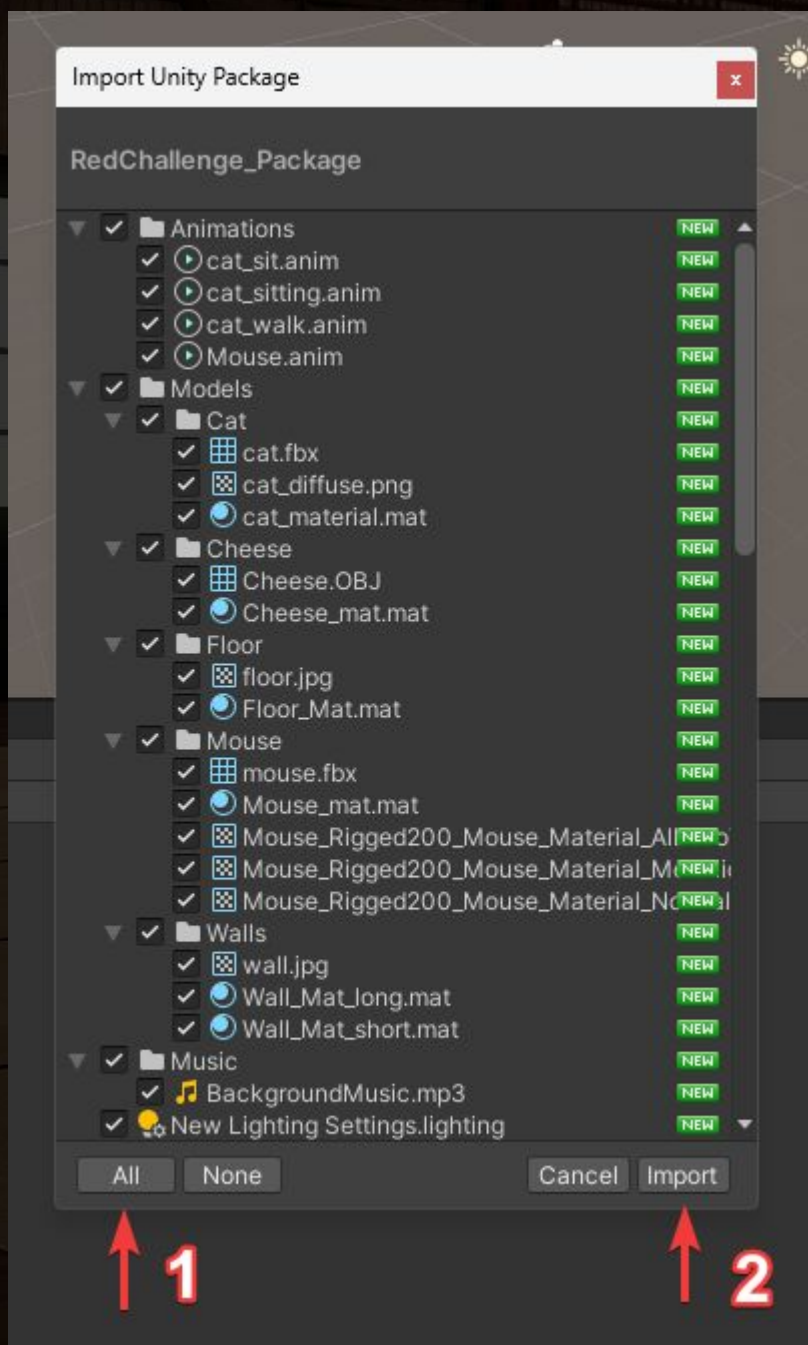 Import Unity Package
x
RedChallenge_Package
Animations NEW
cat_sit.anim NEW
cat_sitting.anim NEW
cat_walk.anim NEW
Mouse.anim NEW
Models NEW
Cat NEW
cat.fbx NEW
cat_diffuse.png NEW
cat_material.mat NEW
Cheese NEW
Cheese.OBJ NEW
Cheese_mat.mat NEW
Floor NEW
floor.jpg NEW
Floor_Mat.mat NEW
Mouse NEW
mouse.fbx NEW
Mouse_mat.mat NEW
Mouse_Rigged200_Mouse_Material_Al NEW
Mouse_Rigged200_Mouse_Material_M NEW
Mouse_Rigged200_Mouse_Material_N NEW
Walls NEW
wall.jpg NEW
Wall_Mat_long.mat NEW
Wall_Mat_short.mat NEW
Music NEW
BackgroundMusic.mp3 NEW
New Lighting Settings.lighting NEW
All None Cancel Import
1 2